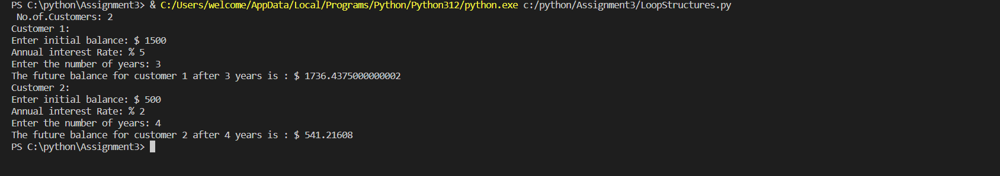 PS C:\python\Assignment3> & C:/Users/welcome/AppData/Local/Programs/Python/Python312/python.exe c:/python/Assignment3/LoopStructures.py
No.of.Customers: 2
Customer 1:
Enter initial balance: $ 1500
Annual interest Rate: % 5
Enter the number of years: 3
The future balance for customer 1 after 3 years is : $ 1736.4375000000002
Customer 2:
Enter initial balance: $ 500
Annual interest Rate: % 2
Enter the number of years: 4
The future balance for customer 2 after 4 years is : $ 541.21608
PS C:\python\Assignment3>